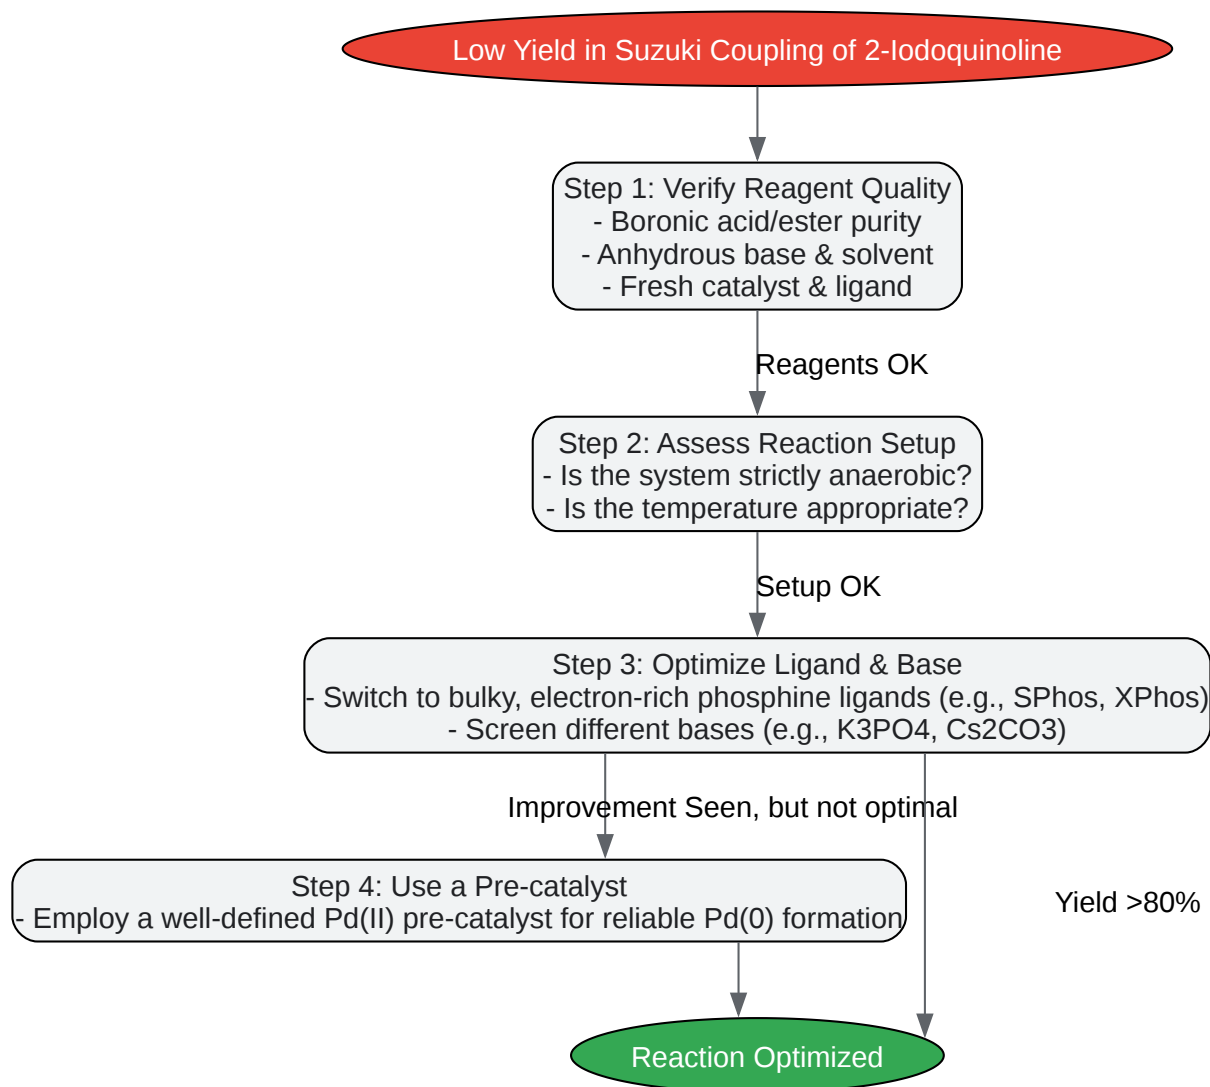 Low Yield in Suzuki Coupling of 2-Iodoquinoline
Step 1: Verify Reagent Quality
- Boronic acid/ester purity
- Anhydrous base & solvent
- Fresh catalyst & ligand
Reagents OK
Step 2: Assess Reaction Setup
- Is the system strictly anaerobic?
- Is the temperature appropriate?
Setup OK
Step 3: Optimize Ligand & Base
- Switch to bulky, electron-rich phosphine ligands (e.g., SPhos, XPhos)
- Screen different bases (e.g., K3PO4, Cs2CO3)
Improvement Seen, but not optimal
Step 4: Use a Pre-catalyst
- Employ a well-defined Pd(II) pre-catalyst for reliable Pd(0) formation
Yield >80%
Reaction Optimized